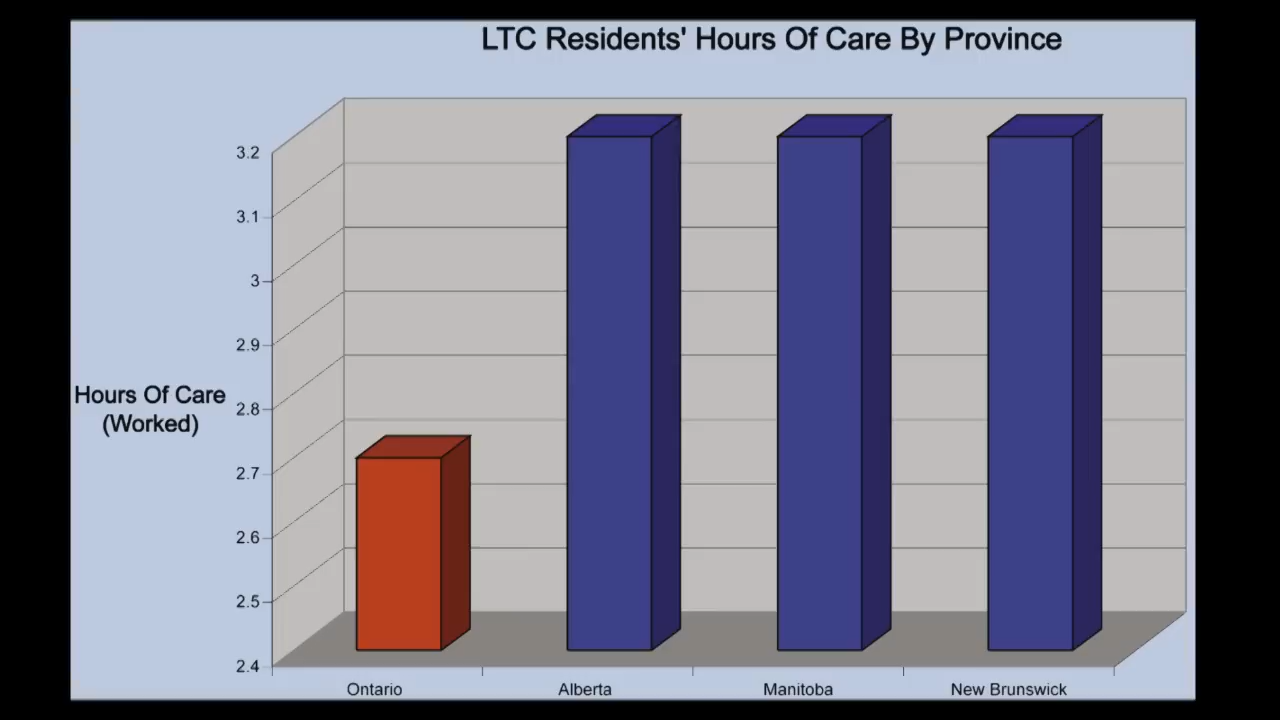 LTC Residents' Hours Of Care By Province
3.2
3.1
3
2.9
2.8
2.7
2.6
2.5
2.4
Hours Of Care
(Worked)
Ontario
Alberta
Manitoba
New Brunswick